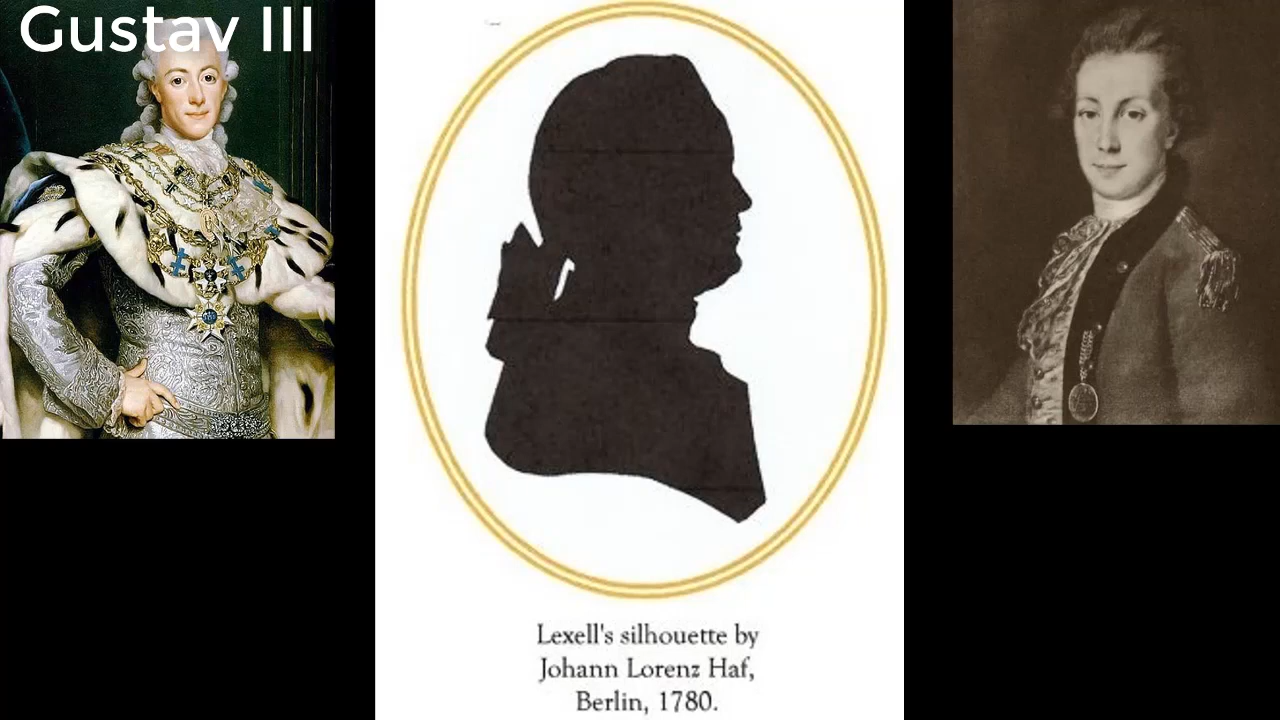 Gustav III
Lexell's silhouette by
Johann Lorenz Haf,
Berlin, 1780.